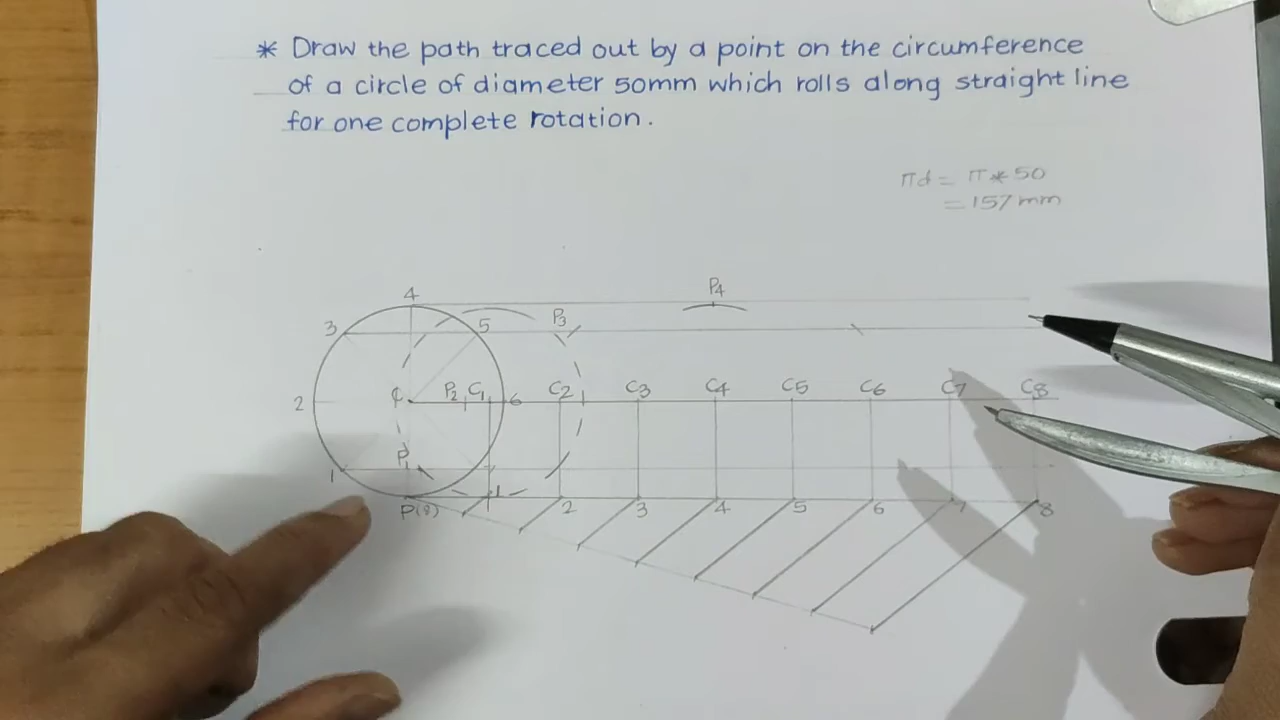 * Draw the path traced out by a point on the circumference
of a circle of diameter 50mm which rolls along straight line
for one complete rotation.
πd = π*50
= 157mm
4 P4
3 5 P3
2 C P2 C1 6 C2 C3 C4 C5 C6 C7 C8
1 P1
P(8) 1 2 3 4 5 6 7 8